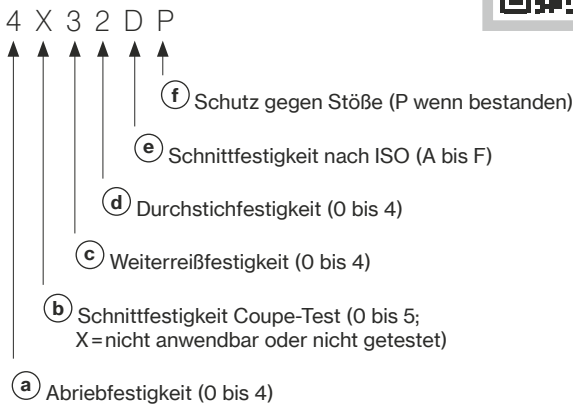 4 X 3 2 D P
f Schutz gegen Stöße (P wenn bestanden)
e Schnittfestigkeit nach ISO (A bis F)
d Durchstichfestigkeit (0 bis 4)
c Weiterreißfestigkeit (0 bis 4)
b Schnittfestigkeit Coupe-Test (0 bis 5;
X = nicht anwendbar oder nicht getestet)
a Abriebfestigkeit (0 bis 4)